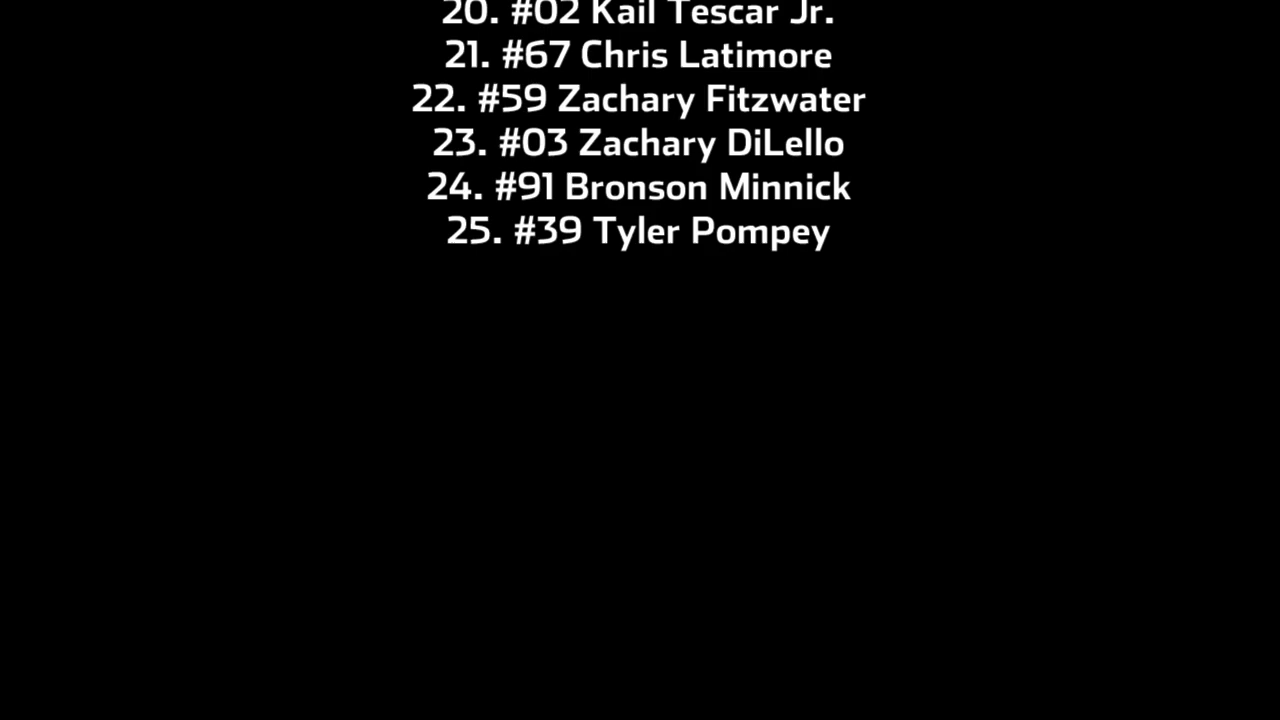 20. #02 Kail Tescar Jr.
21. #67 Chris Latimore
22. #59 Zachary Fitzwater
23. #03 Zachary DiLello
24. #91 Bronson Minnick
25. #39 Tyler Pompey